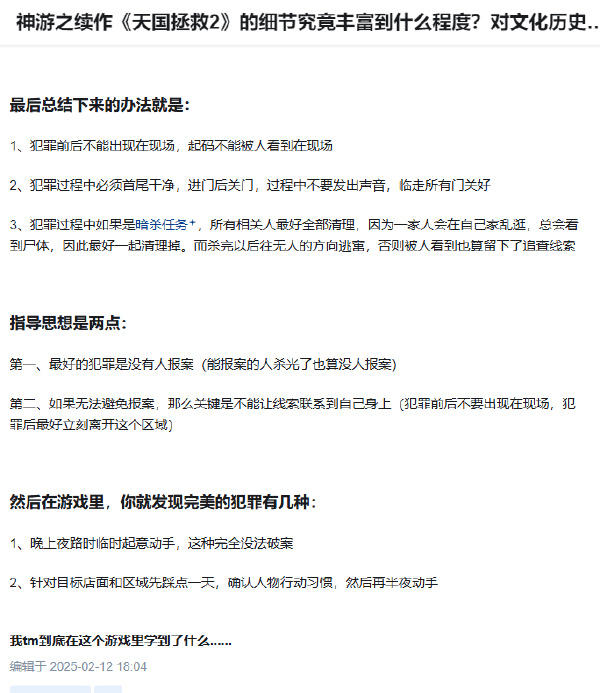 神游之续作《天国拯救2》的细节究竟丰富到什么程度？对文化历史...
最后总结下来的办法就是：
1、犯罪前后不能出现在现场，起码不能被人看到在现场
2、犯罪过程中必须首尾干净，进门后关门，过程中不要发出声音，临走所有门关好
3、犯罪过程中如果是暗杀任务，所有相关人最好全部清理，因为一家人会在自己家乱逛，总会看
到尸体，因此最好一起清理掉。而杀完以后往无人的方向逃窜，否则被人看到也算留下了追查线索
指导思想是两点：
第一、最好的犯罪是没有人报案（能报案的人杀光了也算没人报案）
第二、如果无法避免报案，那么关键是不能让线索联系到自己身上（犯罪前后不要出现在现场，犯
罪后最好立刻离开这个区域）
然后在游戏里，你就发现完美的犯罪有几种：
1、晚上夜路时临时起意动手，这种完全没法破案
2、针对目标店面和区域先踩点一天，确认人物行动习惯，然后再半夜动手
我tm到底在这个游戏里学到了什么......
编辑于 2025-02-12 18:04